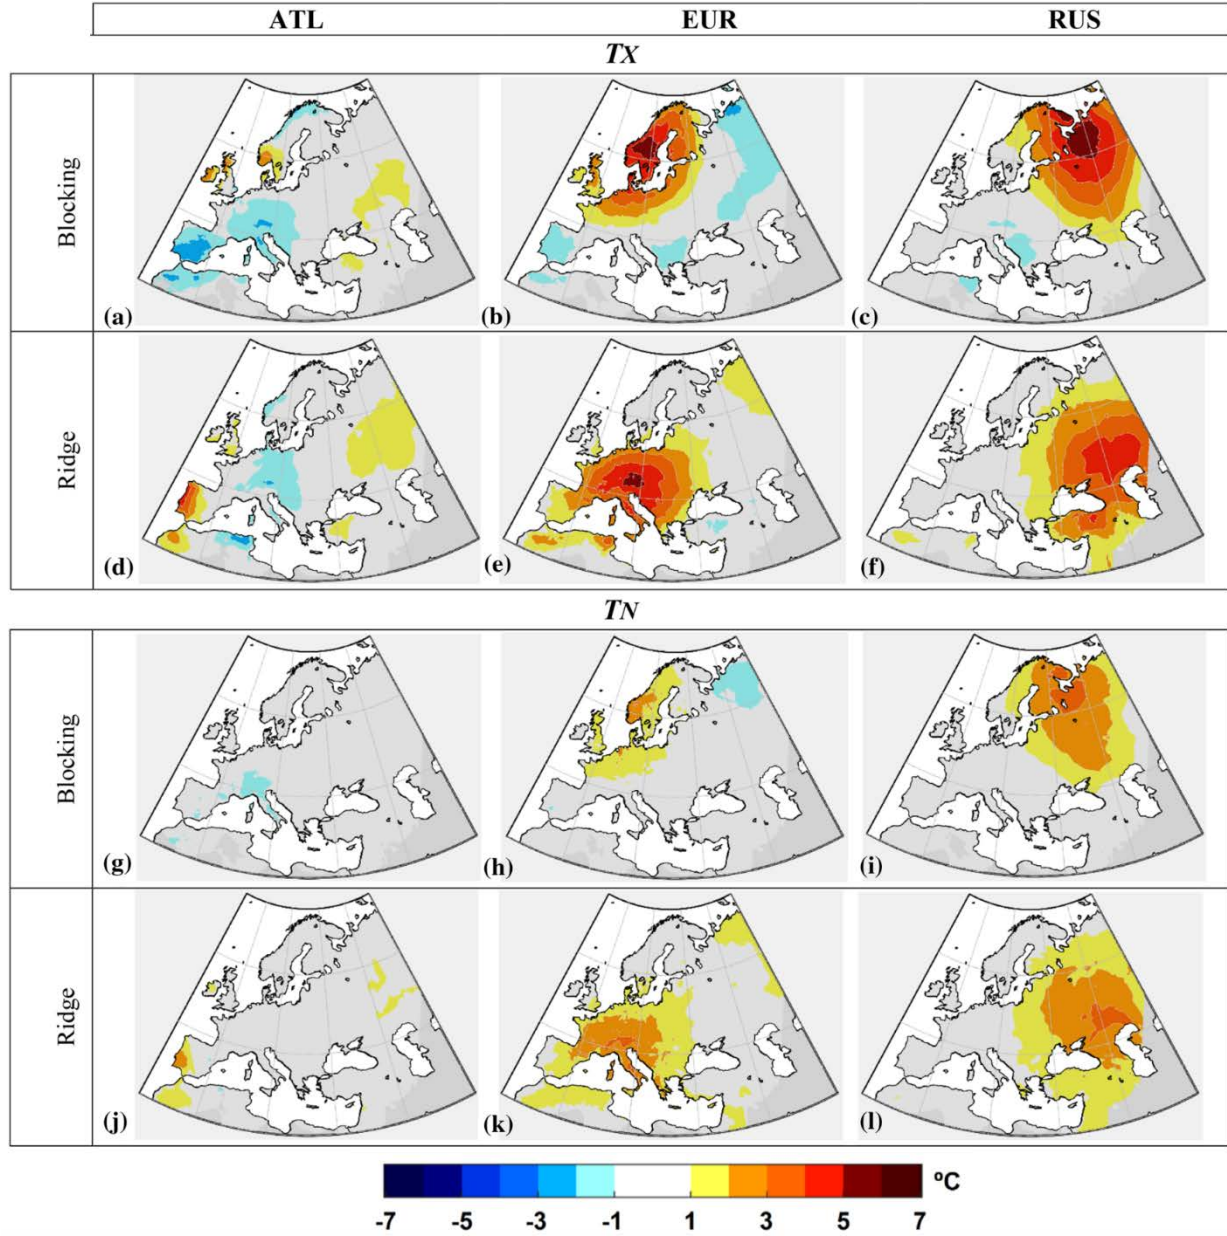 ATL EUR RUS
TX
Blocking
(a) (b) (c)
Ridge
(d) (e) (f)
TN
Blocking
(g) (h) (i)
Ridge
(j) (k) (l)
ºC
-7 -5 -3 -1 1 3 5 7